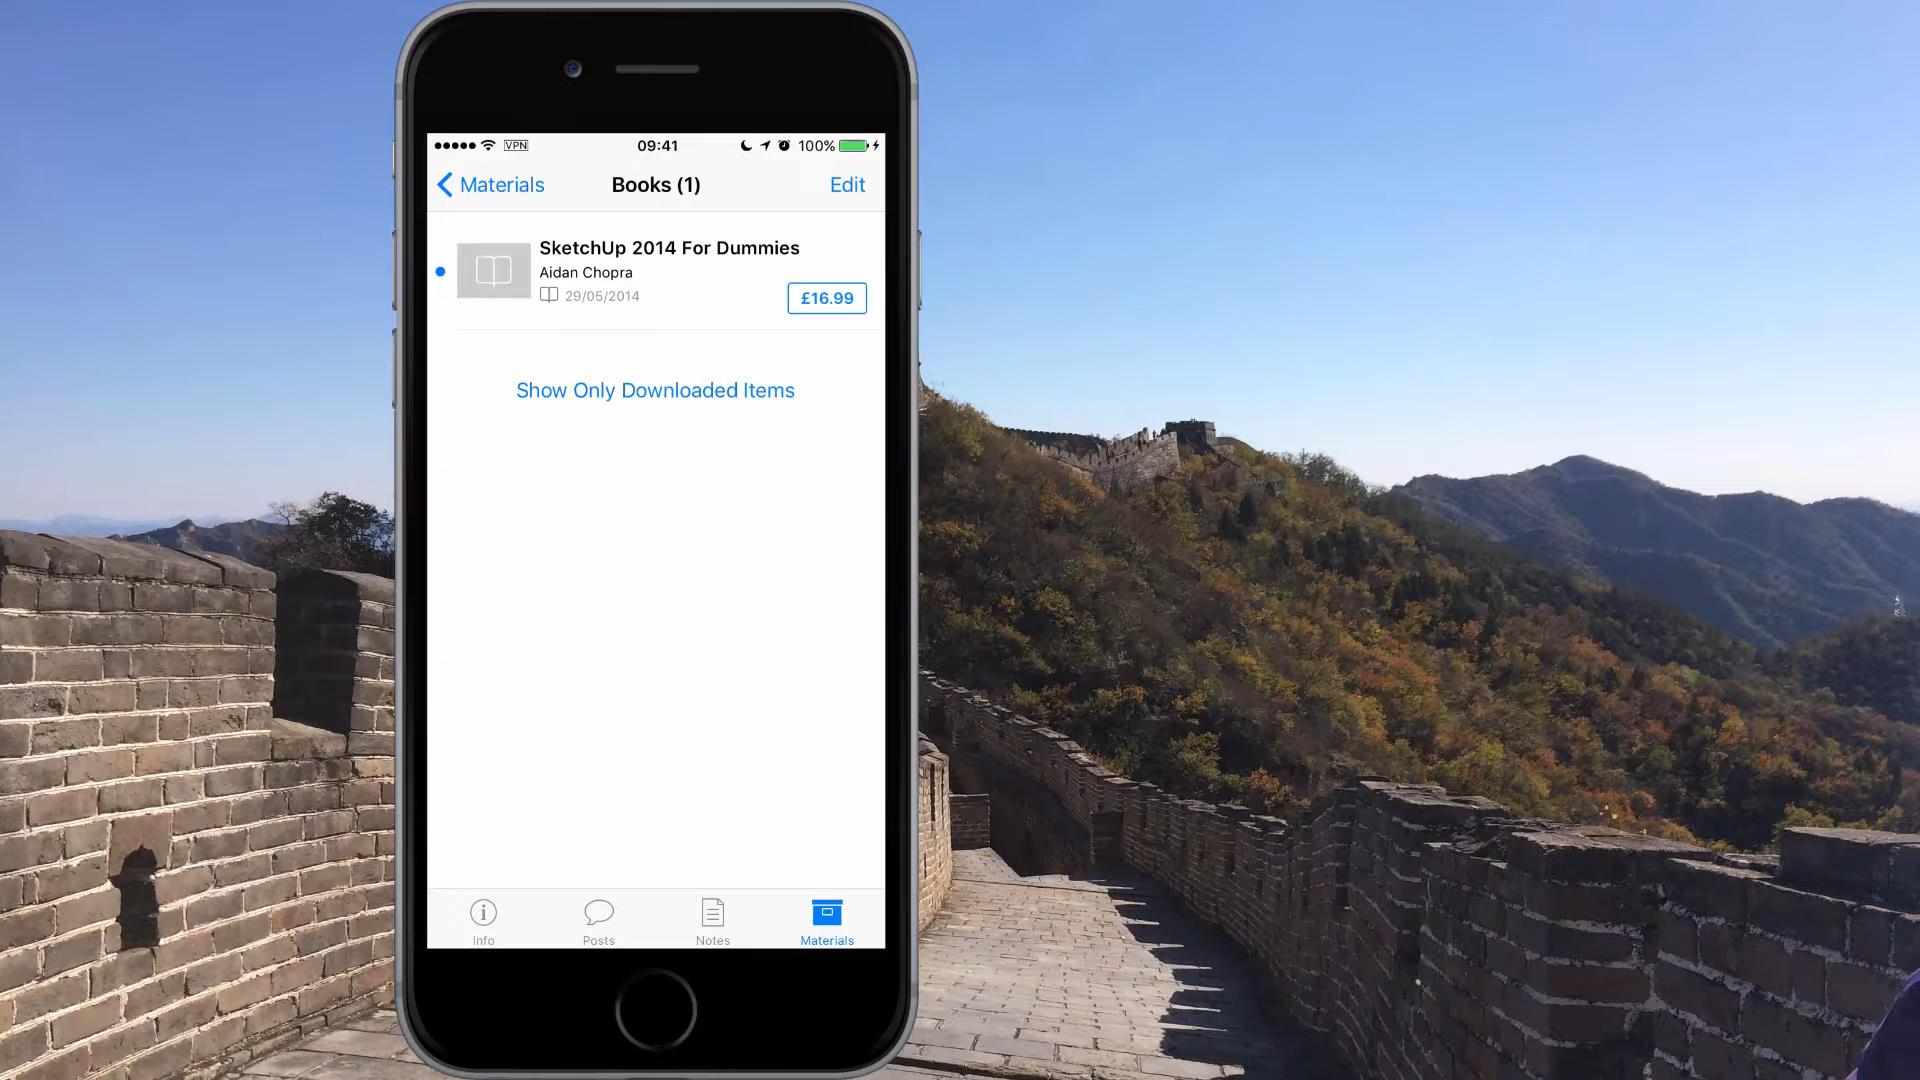 VPN 09:41 100%
Materials Books (1) Edit
SketchUp 2014 For Dummies
Aidan Chopra
29/05/2014
£16.99
Show Only Downloaded Items
Info Posts Notes Materials